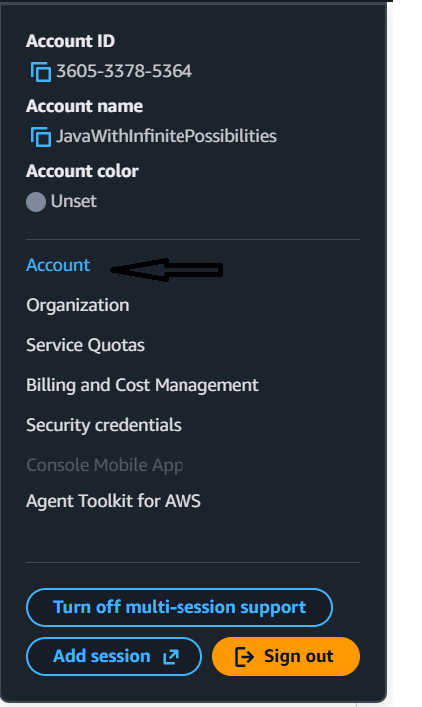 Account ID
3605-3378-5364
Account name
JavaWithInfinitePossibilities
Account color
Unset
Account
Organization
Service Quotas
Billing and Cost Management
Security credentials
Console Mobile App
Agent Toolkit for AWS
Turn off multi-session support
Add session
Sign out